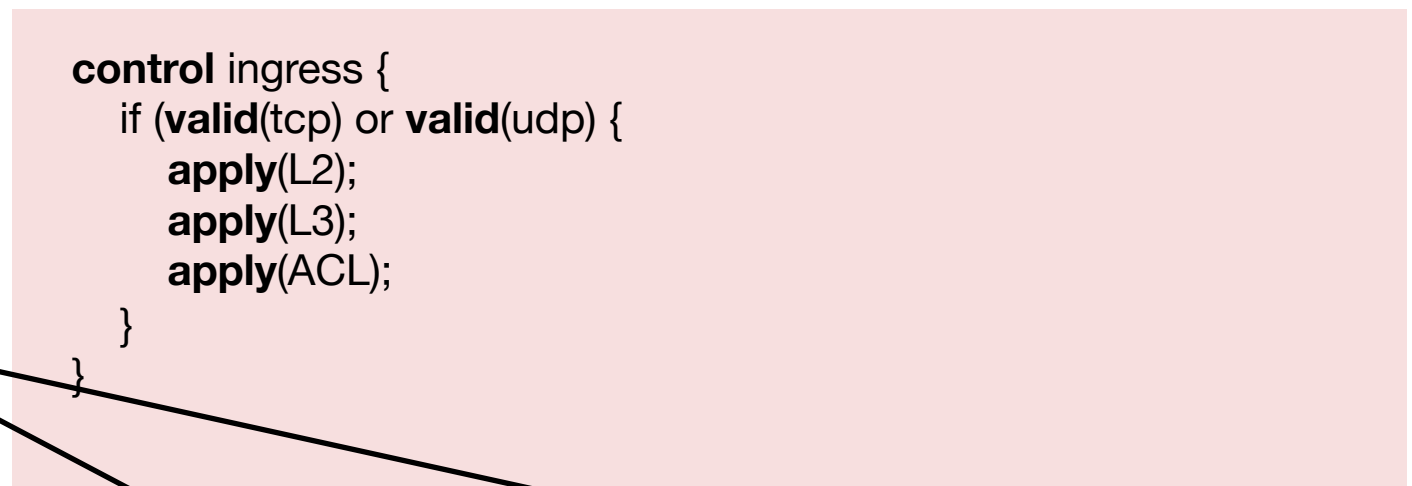 control ingress {
if (valid(tcp) or valid(udp) {
apply(L2);
apply(L3);
apply(ACL);
}
}